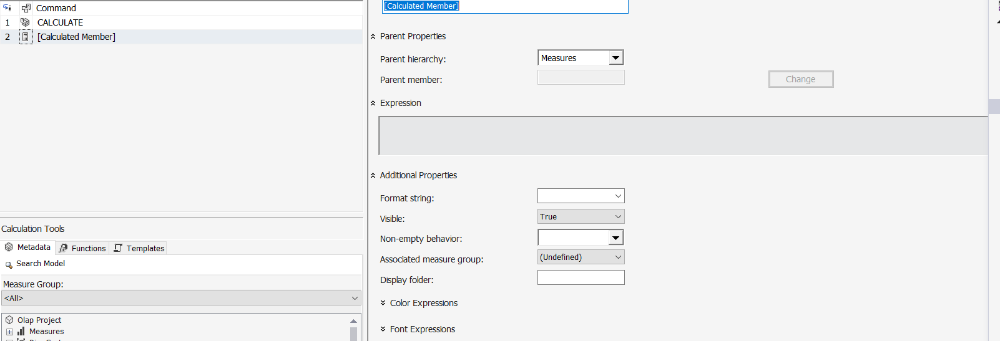 Command
1 CALCULATE
2 [Calculated Member]
Calculation Tools
Metadata Functions Templates
Search Model
Measure Group:
<All>
Olap Project
Measures
[Calculated Member]
Parent Properties
Parent hierarchy: Measures
Parent member: Change
Expression
Additional Properties
Format string:
Visible: True
Non-empty behavior:
Associated measure group: (Undefined)
Display folder:
Color Expressions
Font Expressions